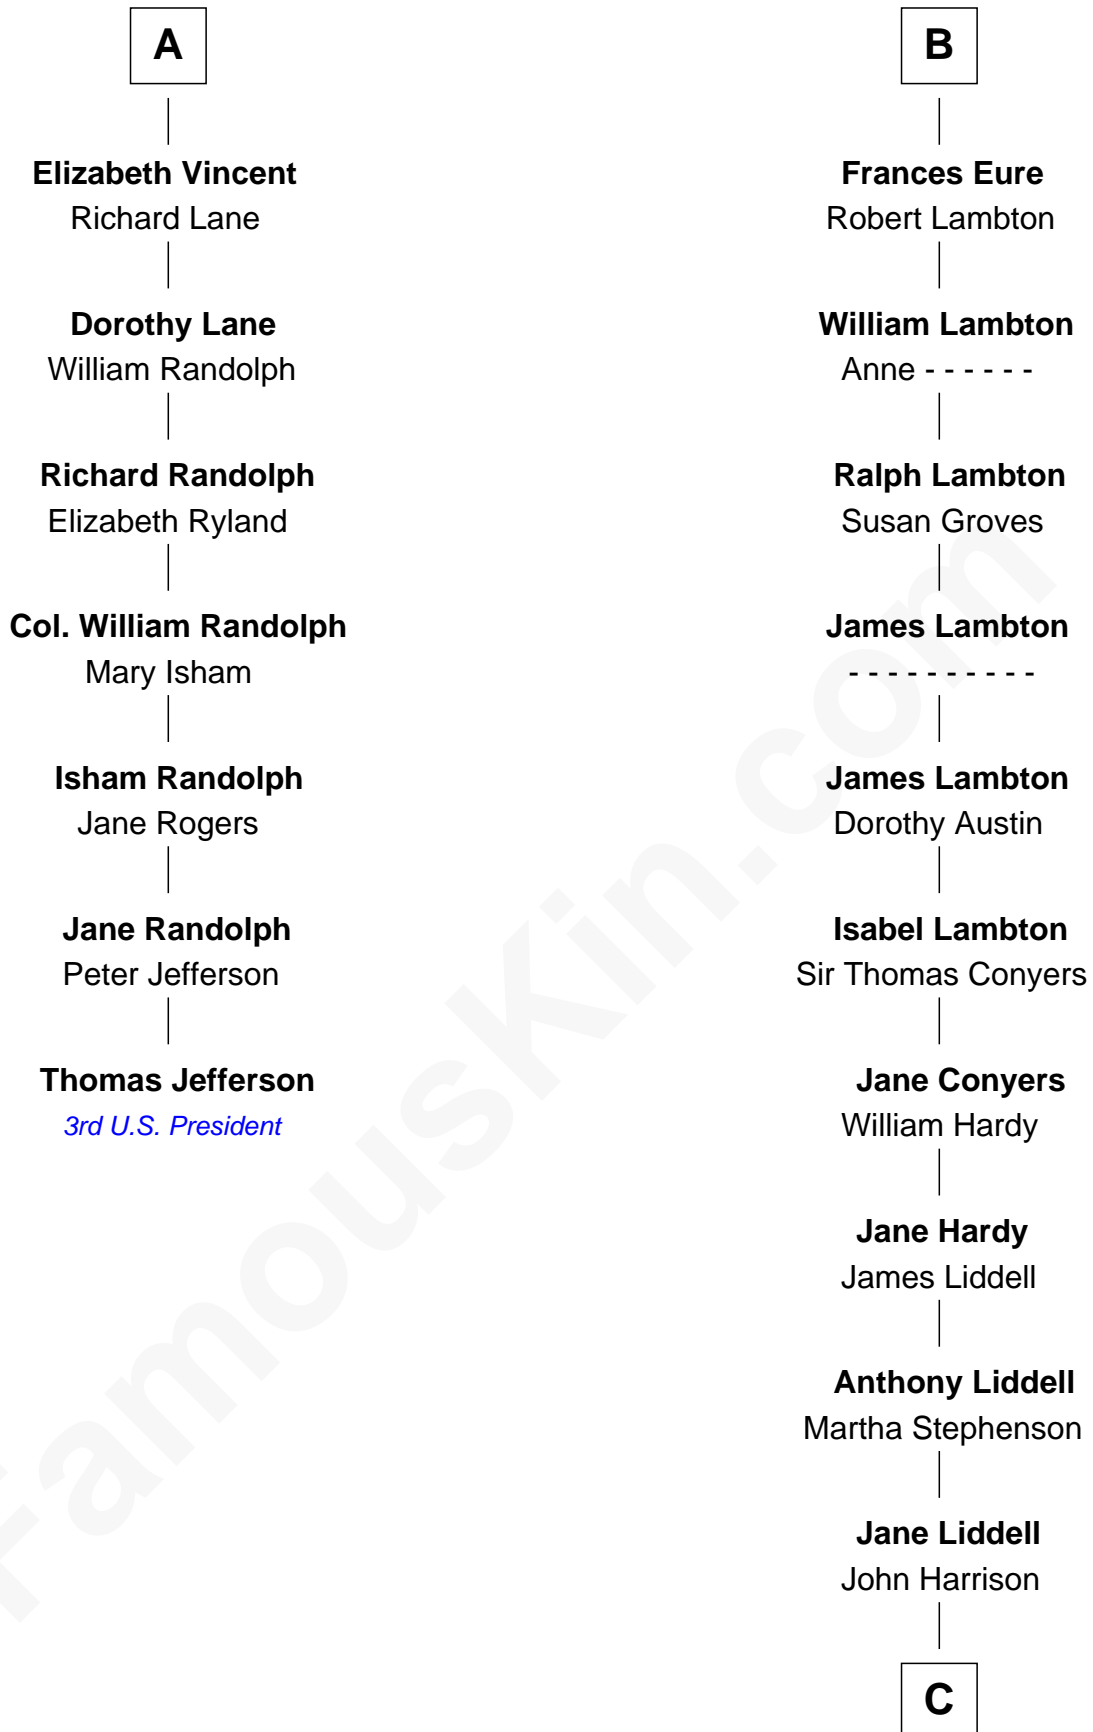 A
Elizabeth Vincent
Richard Lane
Dorothy Lane
William Randolph
Richard Randolph
Elizabeth Ryland
Col. William Randolph
Mary Isham
Isham Randolph
Jane Rogers
Jane Randolph
Peter Jefferson
Thomas Jefferson
3rd U.S. President
B
Frances Eure
Robert Lambton
William Lambton
Anne - - - - - -
Ralph Lambton
Susan Groves
James Lambton
- - - - - - - - - -
James Lambton
Dorothy Austin
Isabel Lambton
Sir Thomas Conyers
Jane Conyers
William Hardy
Jane Hardy
James Liddell
Anthony Liddell
Martha Stephenson
Jane Liddell
John Harrison
C
FamousKin.com